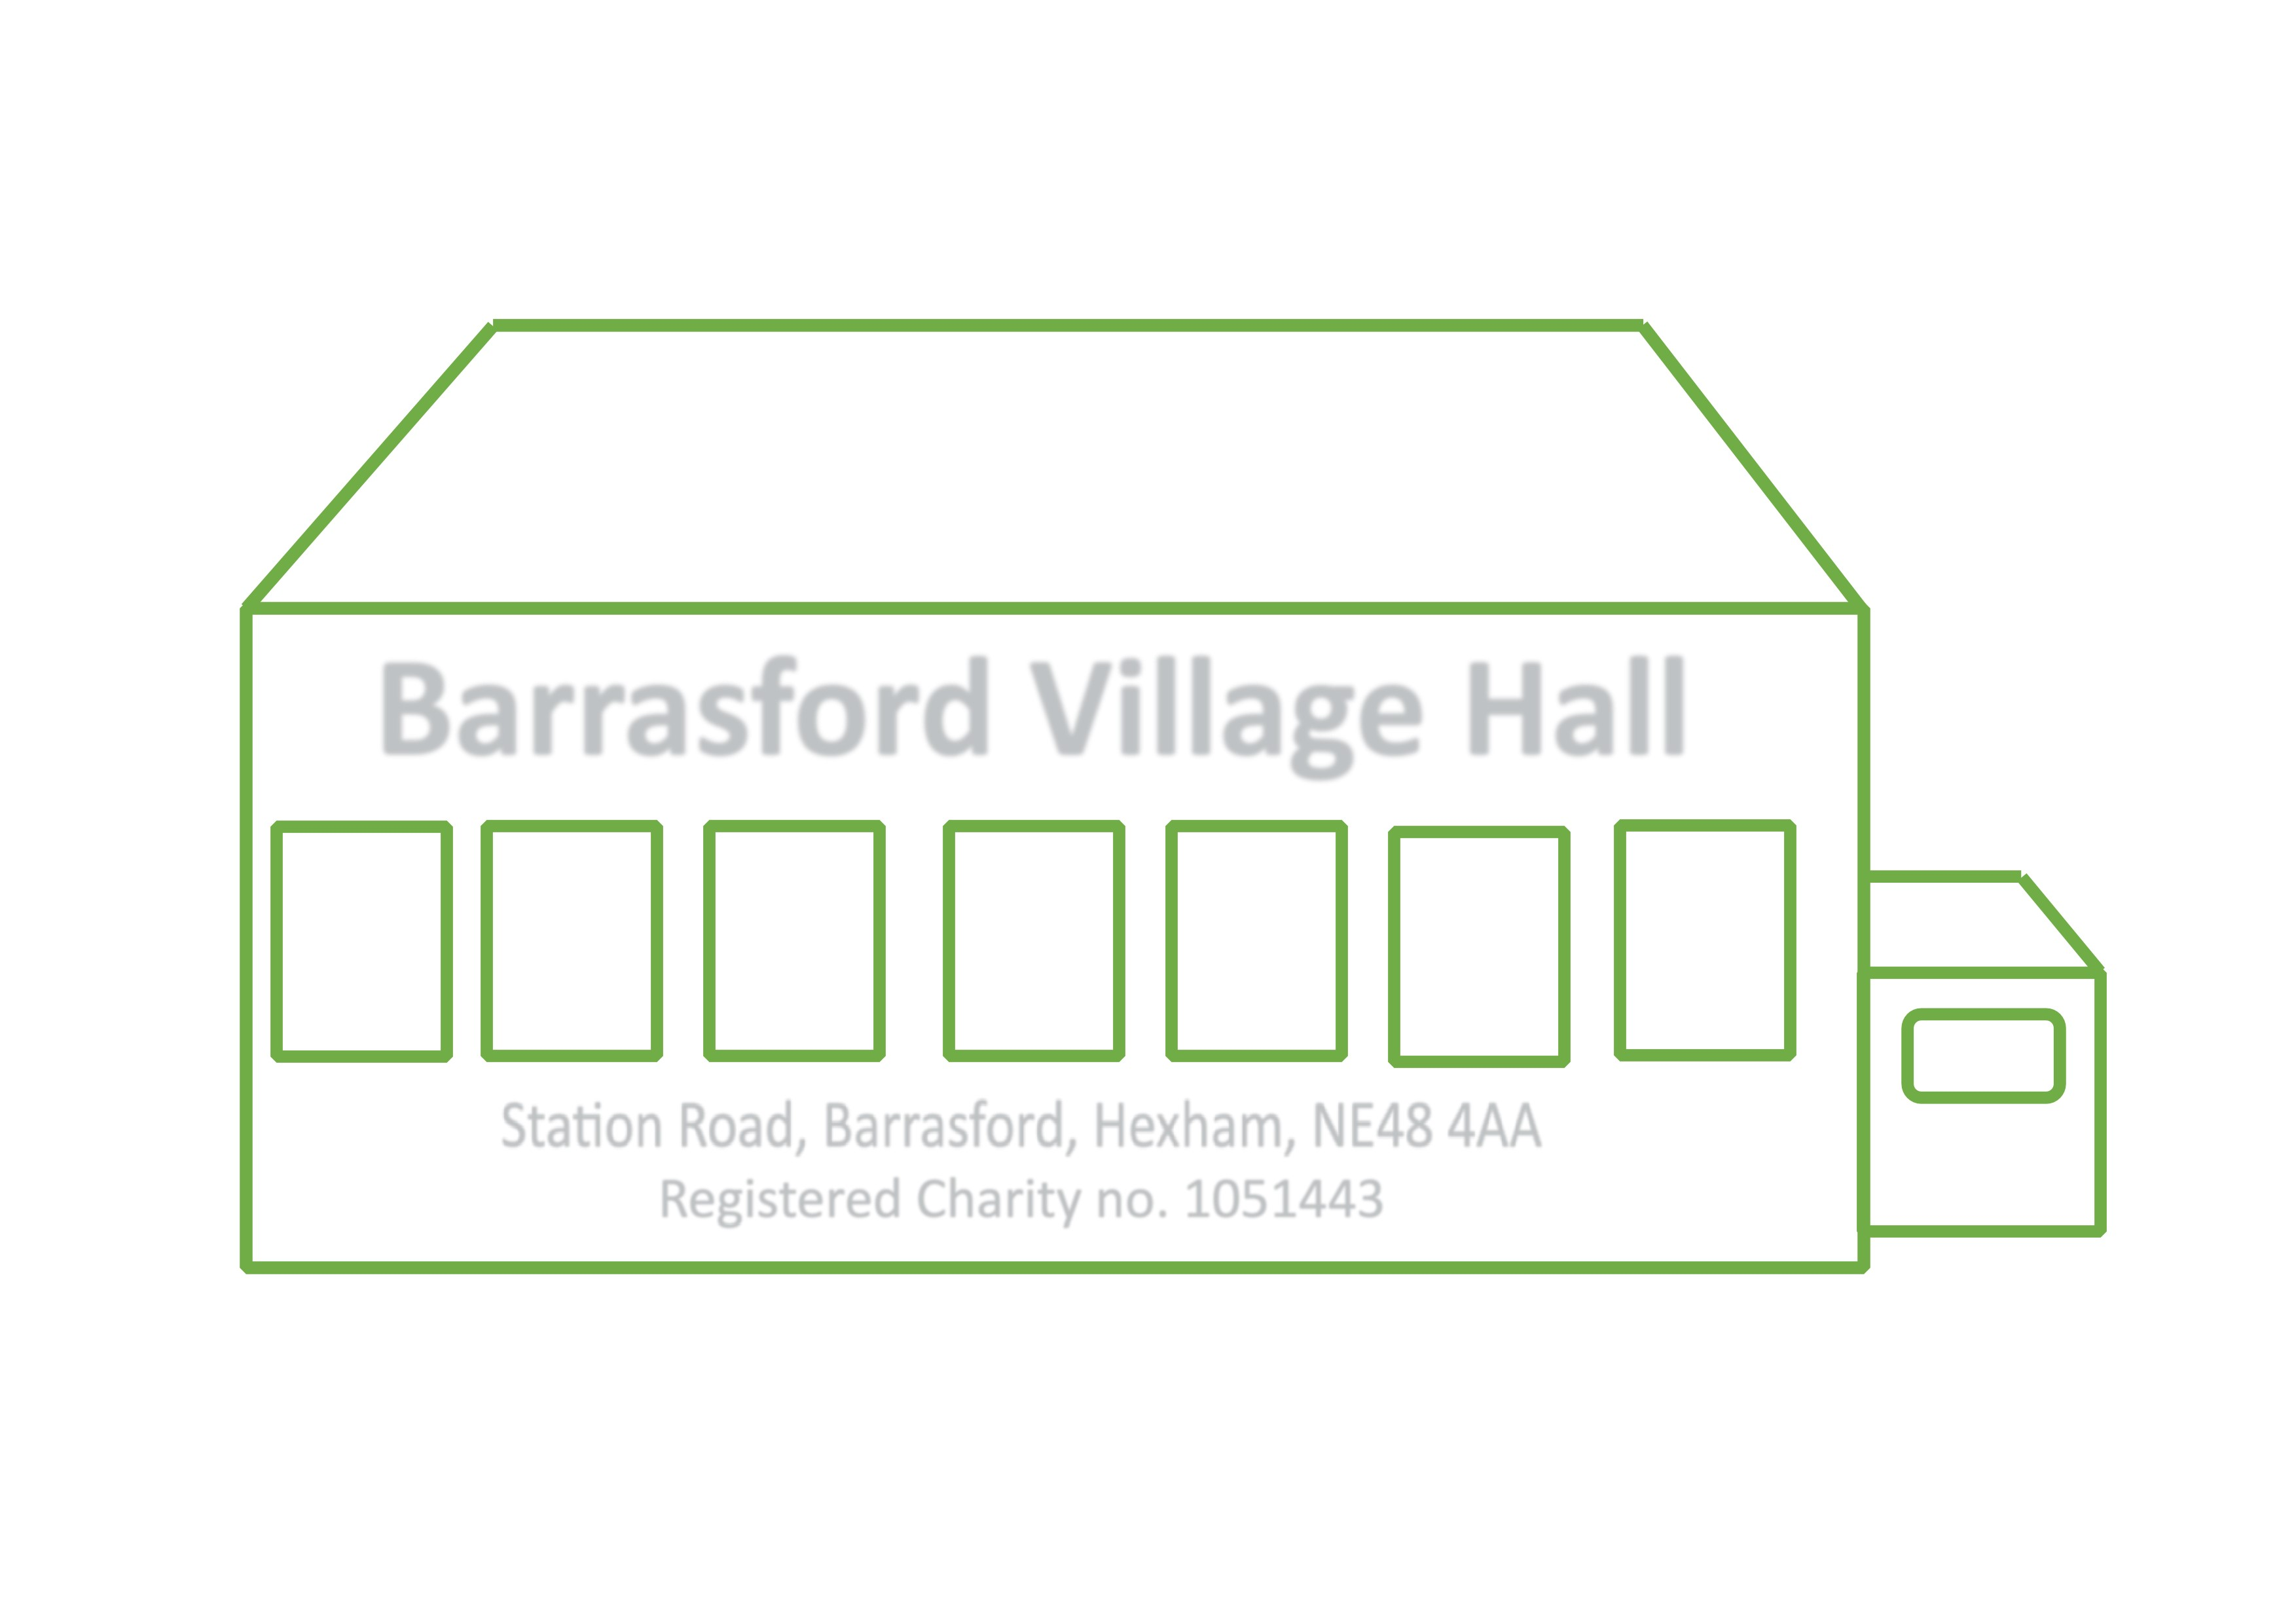 Barrasford Village Hall
Station Road, Barrasford, Hexham, NE48 4AA
Registered Charity no. 1051443